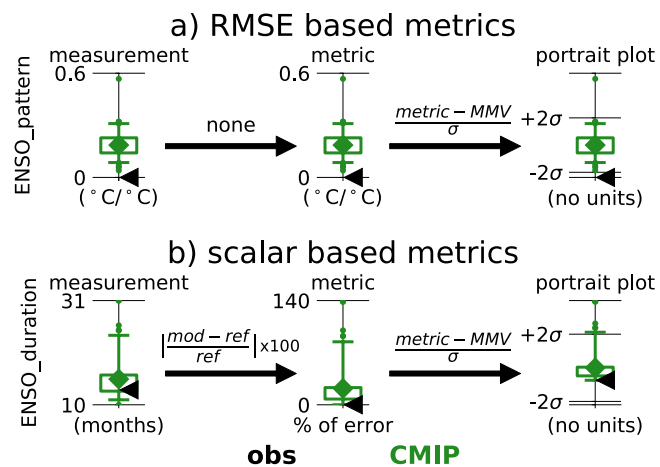 a) RMSE based metrics
measurement
metric
portrait plot
ENSO_pattern
0.6
0
(°C/°C)
none
0.6
0
(°C/°C)
metric − MMV
σ
+2σ
-2σ
(no units)
b) scalar based metrics
measurement
metric
portrait plot
ENSO_duration
31
10
(months)
|mod − ref
ref| x100
140
0
% of error
metric − MMV
σ
+2σ
-2σ
(no units)
obs
CMIP